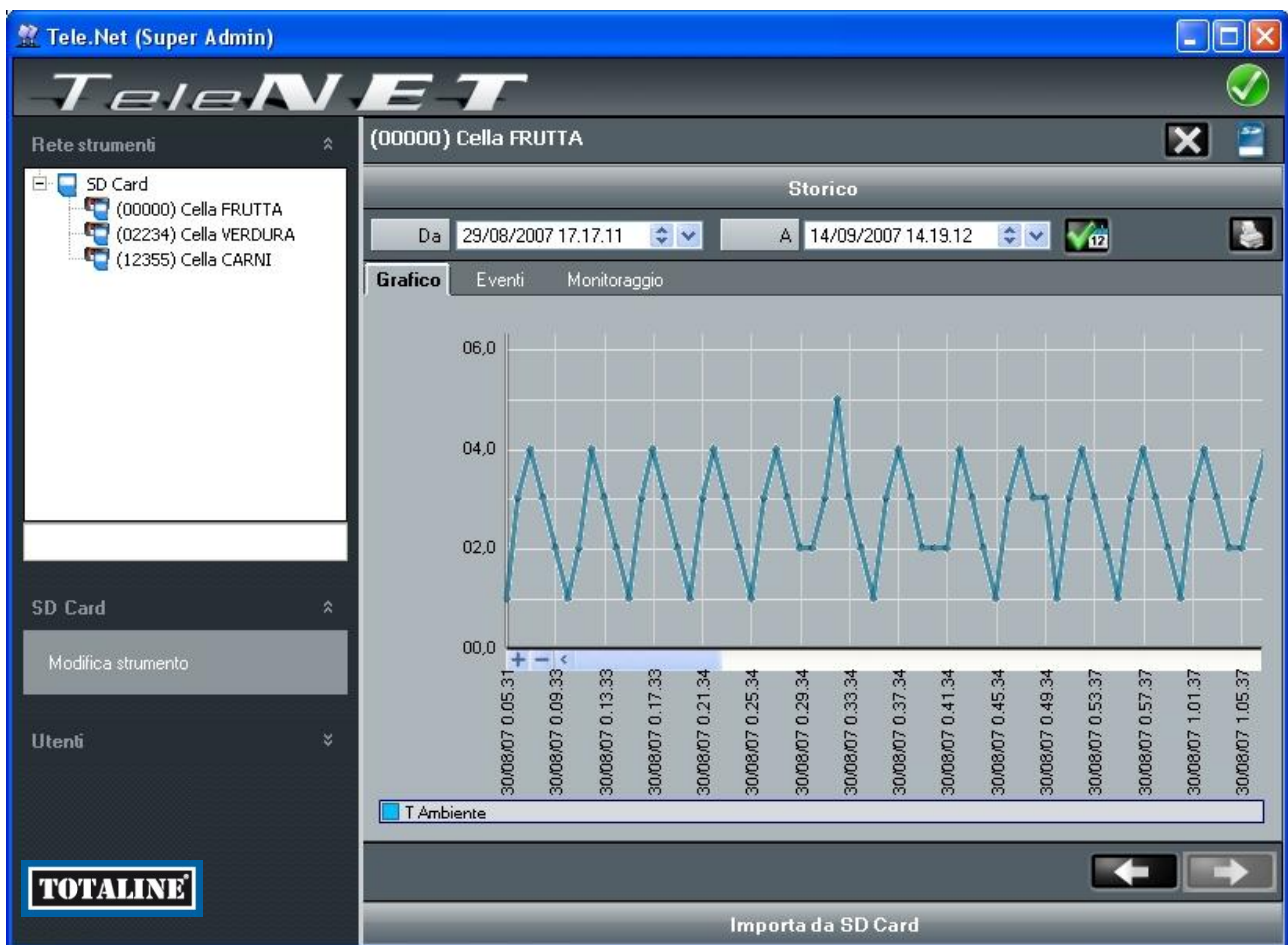 Tele.Net (Super Admin)
TeleNET
Rete strumenti
SD Card
(00000) Cella FRUTTA
(02234) Cella VERDURA
(12355) Cella CARNI
SD Card
Modifica strumento
Utenti
TOTALINE®
(00000) Cella FRUTTA
Storico
Da 29/08/2007 17.17.11 A 14/09/2007 14.19.12 12
Grafico Eventi Monitoraggio
06,0
04,0
02,0
00,0
30/08/07 0.05.31
30/08/07 0.09.33
30/08/07 0.13.33
30/08/07 0.17.33
30/08/07 0.21.34
30/08/07 0.25.34
30/08/07 0.29.34
30/08/07 0.33.34
30/08/07 0.37.34
30/08/07 0.41.34
30/08/07 0.45.34
30/08/07 0.49.34
30/08/07 0.53.37
30/08/07 0.57.37
30/08/07 1.01.37
30/08/07 1.05.37
T Ambiente
Importa da SD Card